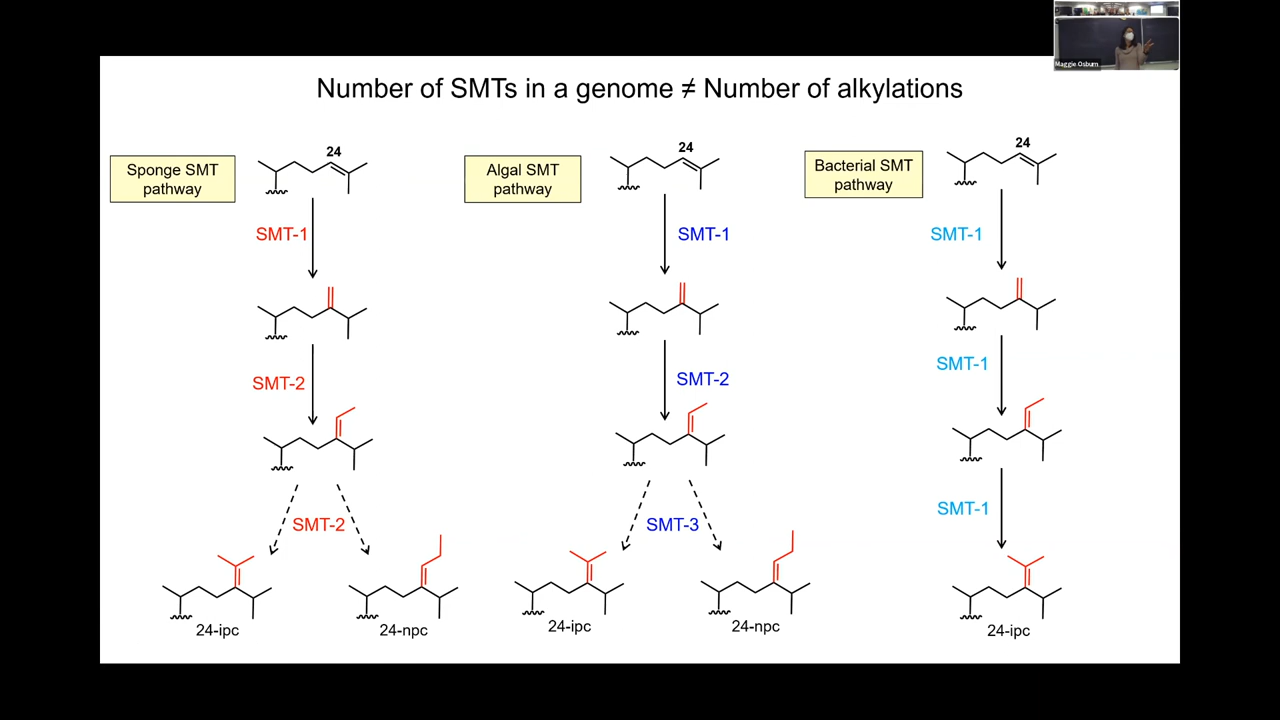 Maggie Osburn
Number of SMTs in a genome ≠ Number of alkylations
Sponge SMT
pathway
24
SMT-1
SMT-2
SMT-2
24-ipc
24-npc
Algal SMT
pathway
24
SMT-1
SMT-2
SMT-3
24-ipc
24-npc
Bacterial SMT
pathway
24
SMT-1
SMT-1
SMT-1
24-ipc